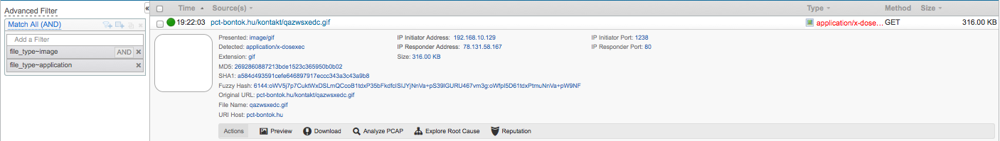 Advanced Filter
Match All (AND)
Add a Filter
file_type~image AND
file_type~application
Time Source(s) Type Method Size
19:22:03 pct-bontok.hu/kontakt/qazwsxedc.gif application/x-dose… GET 316.00 KB
Presented: image/gif IP Initiator Address: 192.168.10.129 IP Initiator Port: 1238
Detected: application/x-dosexec IP Responder Address: 78.131.58.167 IP Responder Port: 80
Extension: gif Size: 316.00 KB
MD5: 2692860887213bde1523c365950b0b02
SHA1: a584d493591cefe646897917eccc343a3c43a9b8
Fuzzy Hash: 6144:oWV5j7p7CuktWxDSLmQCcoB1tdxP35bFkdfclSIJYjNnVa+pS39IGURU467vm3g:oWfpI5D61tdxPtmuNnVa+pW9NF
Original URL: pct-bontok.hu/kontakt/qazwsxedc.gif
File Name: qazwsxedc.gif
URI Host: pct-bontok.hu
Actions Preview Download Analyze PCAP Explore Root Cause Reputation